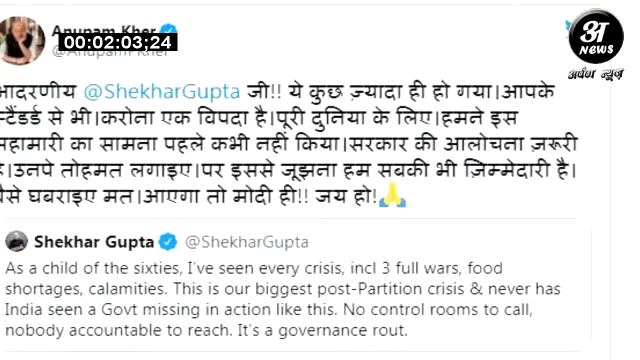 Anupam Kher
00:02:03;24
@AnupamKher
अ
NEWS
अर्पण न्यूज़
आदरणीय @ShekharGupta जी!! ये कुछ ज़्यादा ही हो गया।आपके
स्टैंडर्ड से भी।करोना एक विपदा है।पूरी दुनिया के लिए।हमने इस
महामारी का सामना पहले कभी नहीं किया।सरकार की आलोचना ज़रूरी
है।उनपे तोहमत लगाइए।पर इससे जूझना हम सबकी भी ज़िम्मेदारी है।
वैसे घबराइए मत।आएगा तो मोदी ही!! जय हो!🙏
Shekhar Gupta @ShekharGupta
As a child of the sixties, I've seen every crisis, incl 3 full wars, food
shortages, calamities. This is our biggest post-Partition crisis & never has
India seen a Govt missing in action like this. No control rooms to call,
nobody accountable to reach. It's a governance rout.